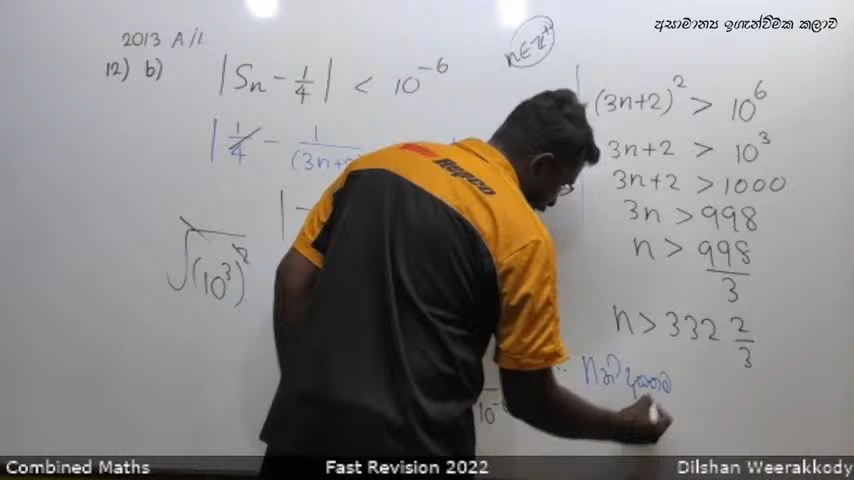 අසාමාන්‍ය ඉගැන්වීමක කලාව
2013 A/L
12) b)
|Sn - 1/4| < 10^-6
n ∈ Z^+
|1/4 - 1/(3n+
|-
√(10^3)^2
10^-
(3n+2)^2 > 10^6
3n+2 > 10^3
3n+2 > 1000
3n > 998
n > 998/3
n > 332 2/3
n හි
Combined Maths
Fast Revision 2022
Dilshan Weerakkody